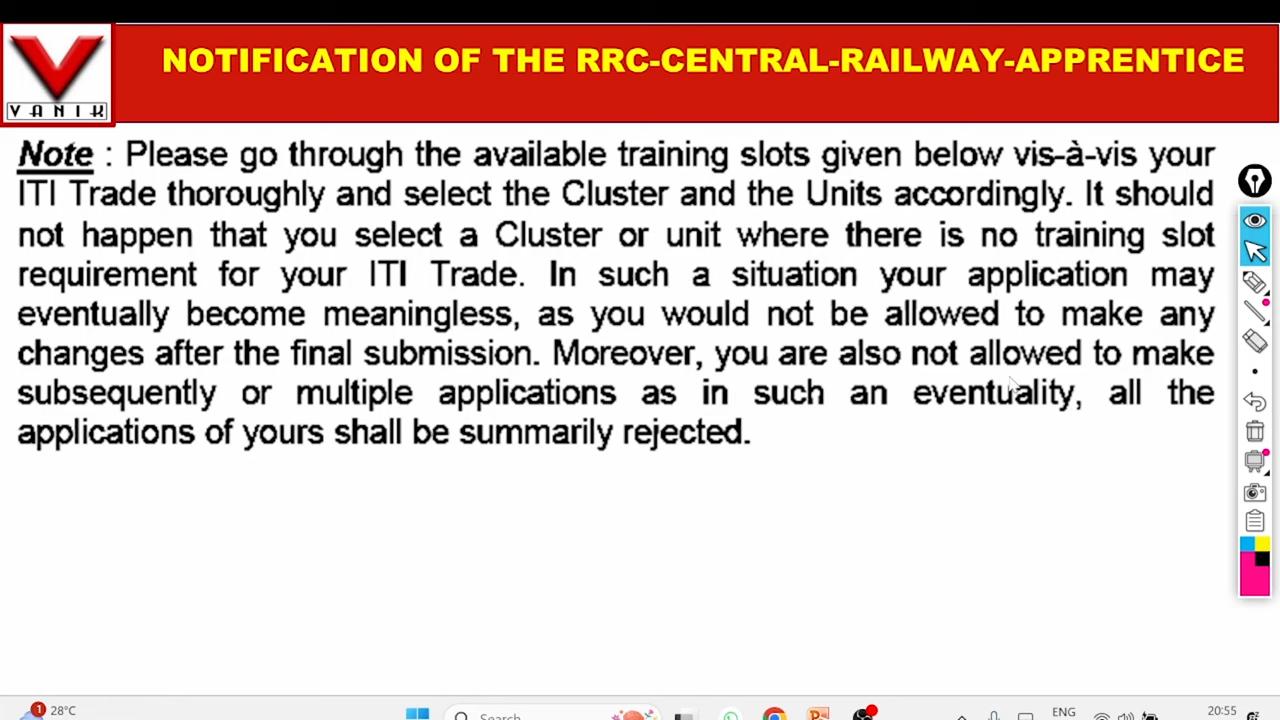 NOTIFICATION OF THE RRC-CENTRAL-RAILWAY-APPRENTICE
VANIK
Note : Please go through the available training slots given below vis-à-vis your
ITI Trade thoroughly and select the Cluster and the Units accordingly. It should
not happen that you select a Cluster or unit where there is no training slot
requirement for your ITI Trade. In such a situation your application may
eventually become meaningless, as you would not be allowed to make any
changes after the final submission. Moreover, you are also not allowed to make
subsequently or multiple applications as in such an eventuality, all the
applications of yours shall be summarily rejected.
1
28°C
Search
ENG
20:55